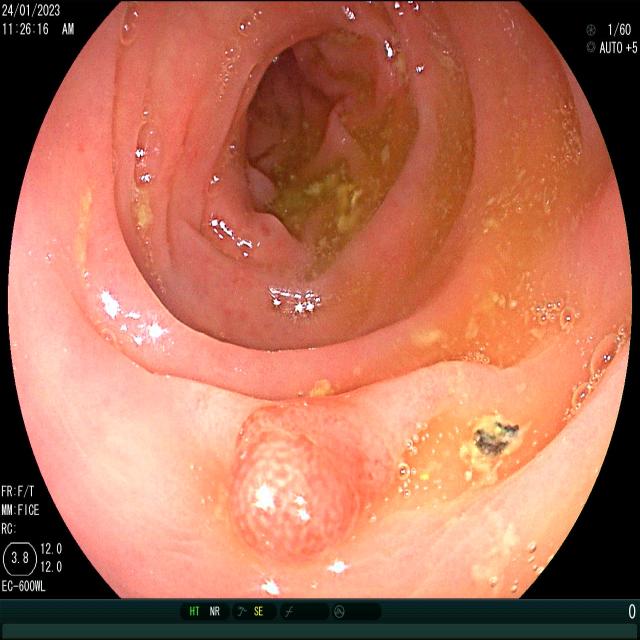 24/01/2023
11:26:16 AM
1/60
AUTO +5
FR:F/T
MM:FICE
RC:
3.8 12.0
12.0
EC-600WL
HT NR SE 0